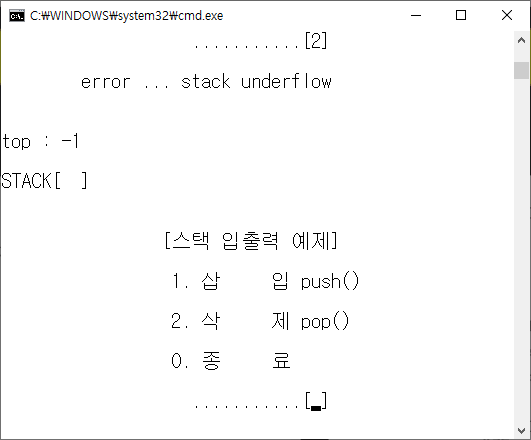 C:₩WINDOWS₩system32₩cmd.exe
...........[2]
error ... stack underflow
top : -1
STACK[ ]
[스택 입출력 예제]
1. 삽 입 push()
2. 삭 제 pop()
0. 종 료
...........[_]